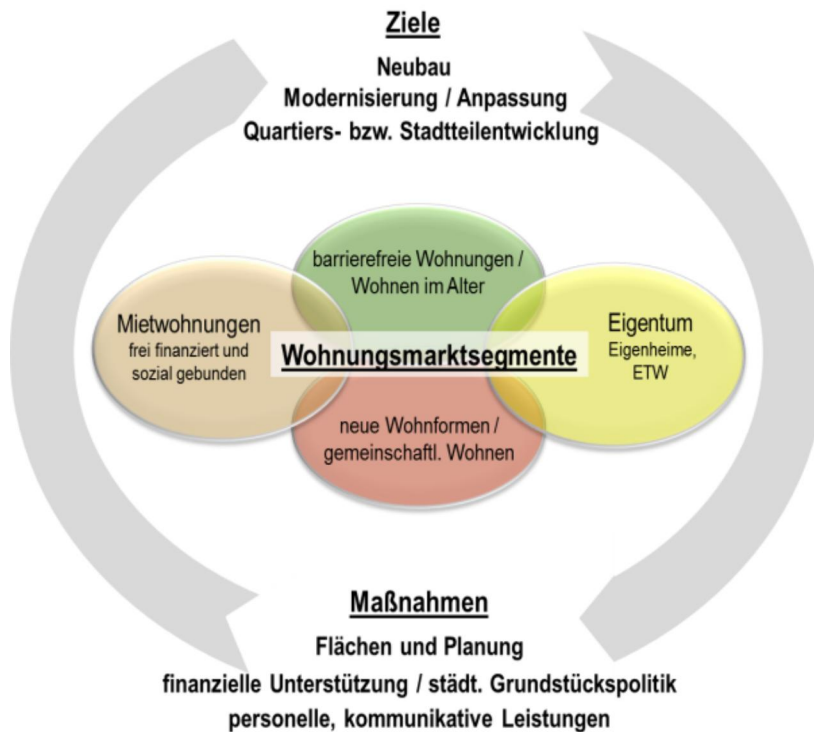 Ziele
Neubau
Modernisierung / Anpassung
Quartiers- bzw. Stadtteilentwicklung
barrierefreie Wohnungen /
Wohnen im Alter
Mietwohnungen
frei finanziert und
sozial gebunden
Wohnungsmarktsegmente
Eigentum
Eigenheime,
ETW
neue Wohnformen /
gemeinschaftl. Wohnen
Maßnahmen
Flächen und Planung
finanzielle Unterstützung / städt. Grundstückspolitik
personelle, kommunikative Leistungen